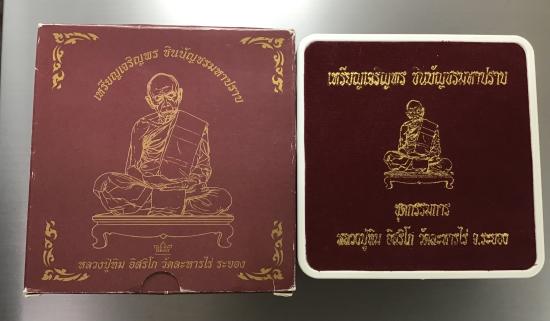 เหรียญเจริญพร ชินบัญชรมหาปราบ
หลวงปู่ทิม อิสริโก วัดละหารไร่ ระยอง
เหรียญเจริญพร ชินบัญชรมหาปราบ
ชุดกรรมการ
หลวงปู่ทิม อิสริโก วัดละหารไร่ จ.ระยอง